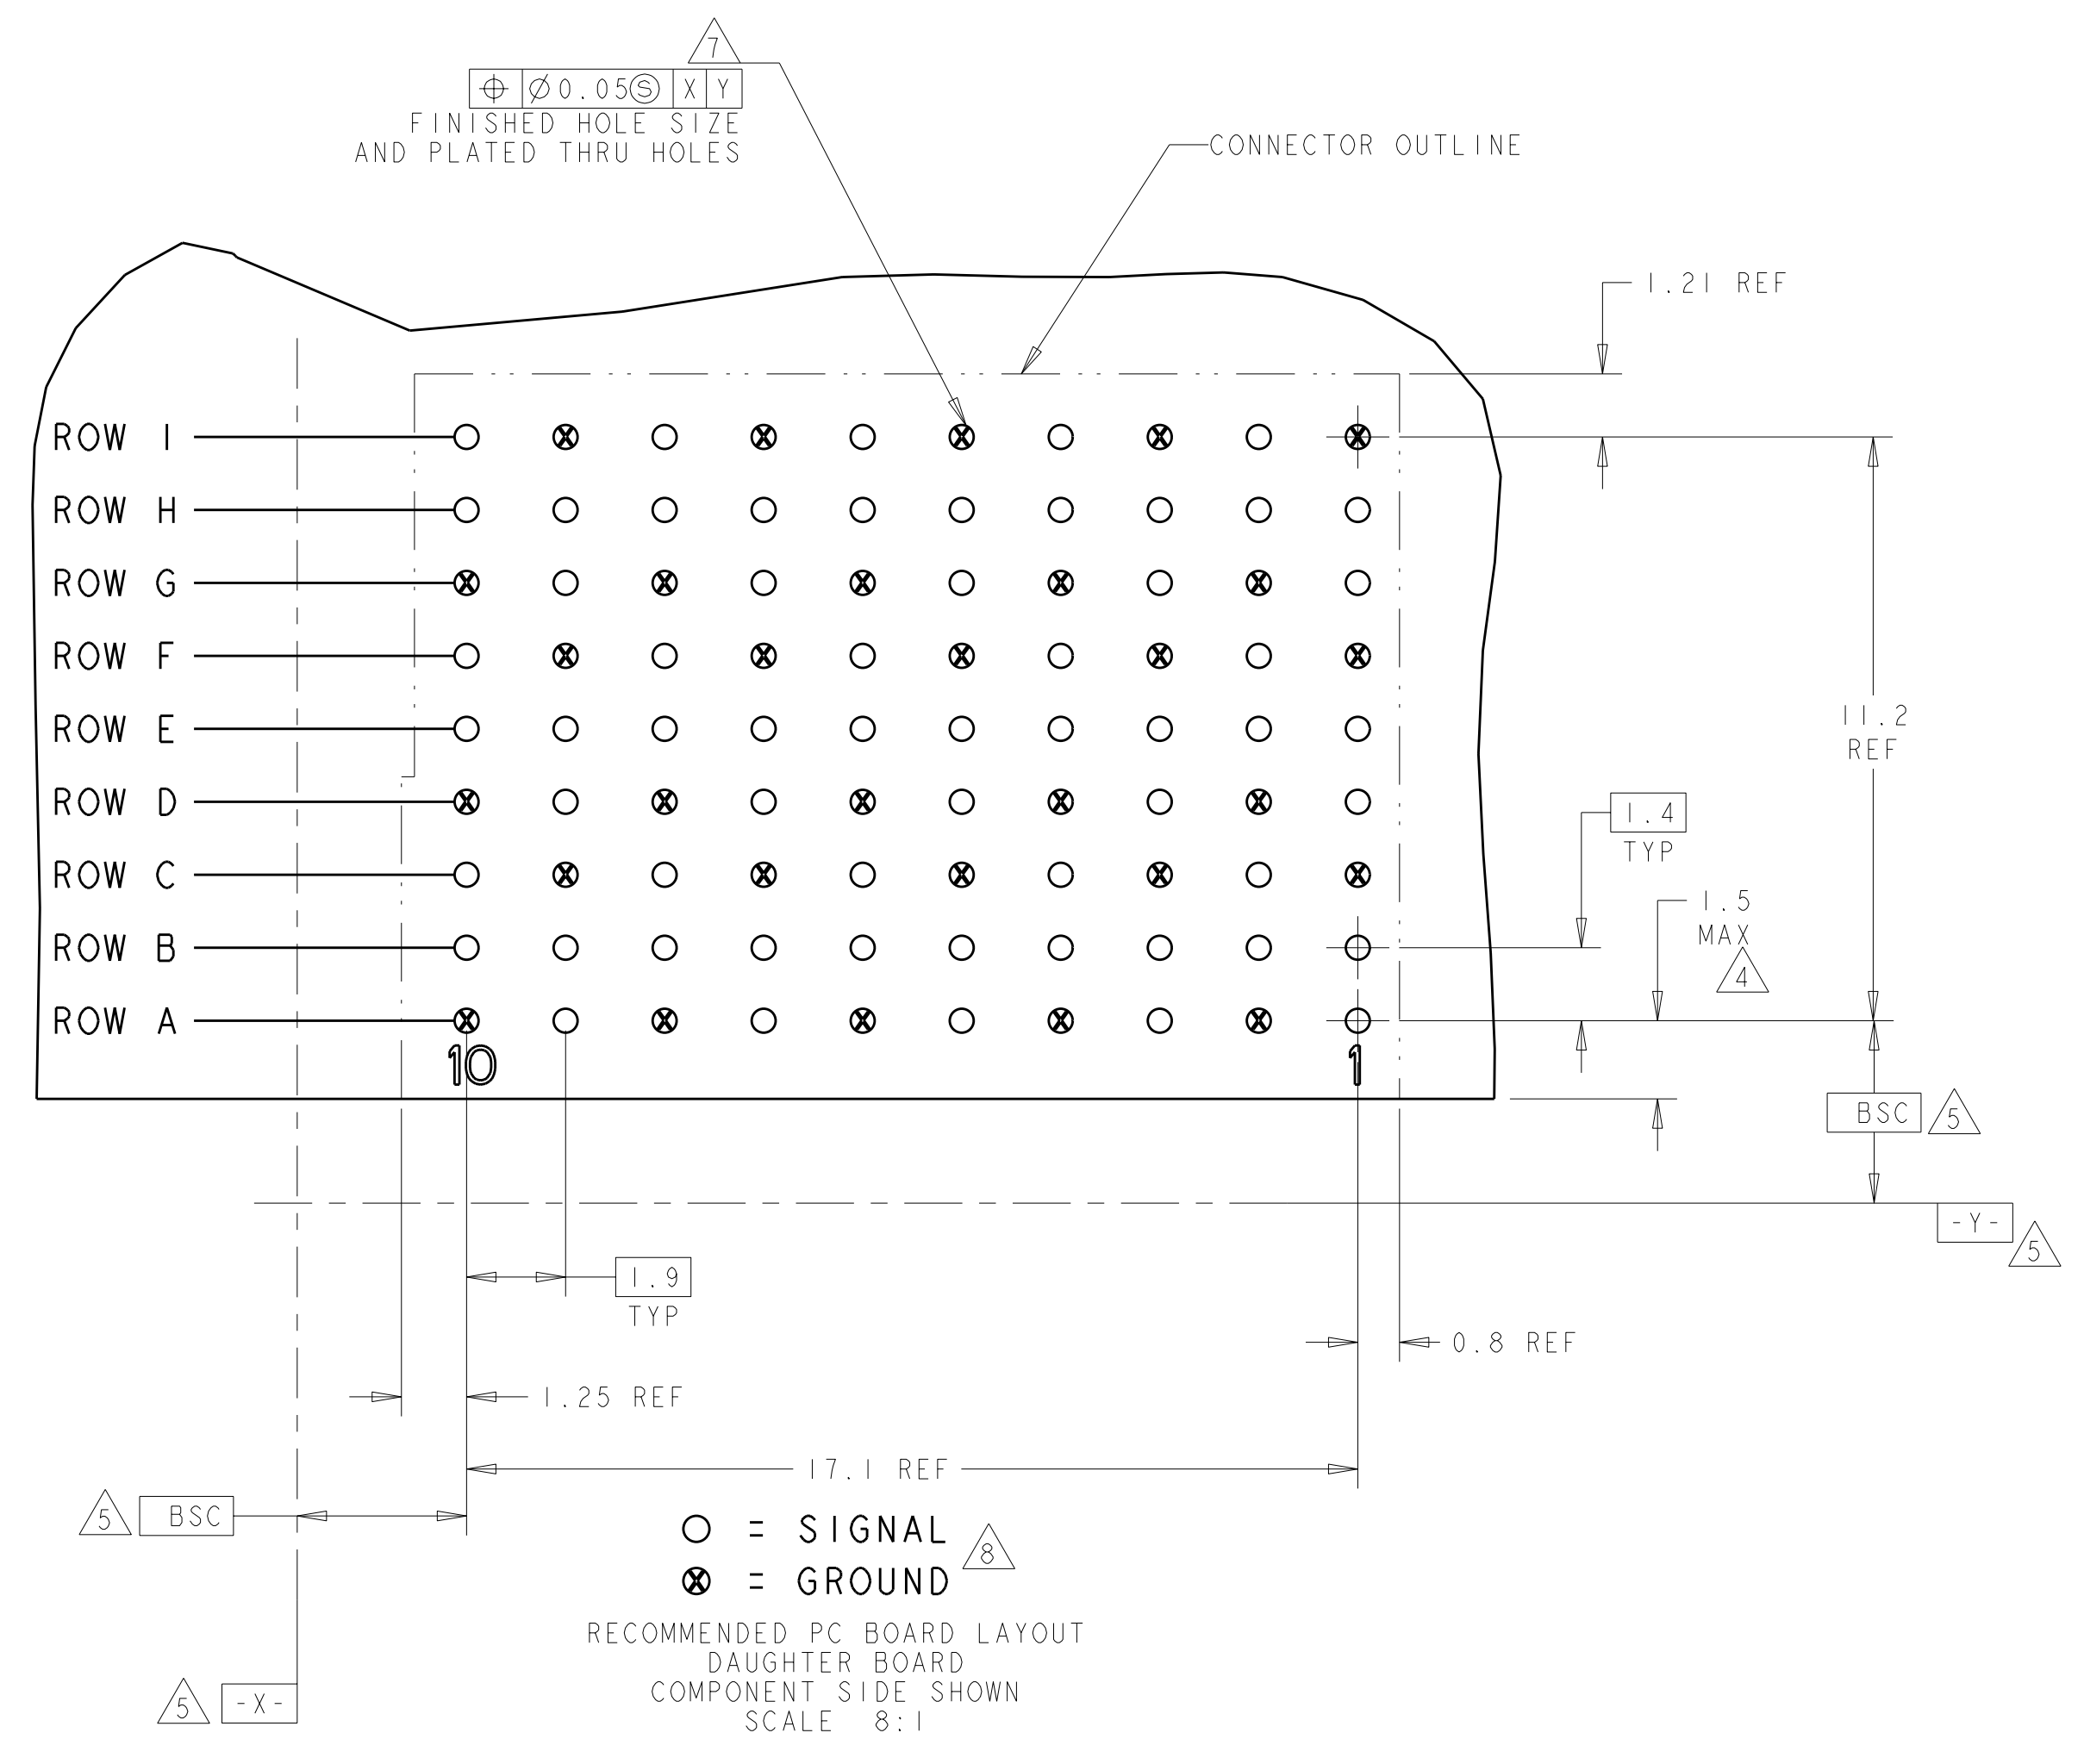 7
⌖ Ø0.05Ⓢ X Y
FINISHED HOLE SIZE
AND PLATED THRU HOLES
CONNECTOR OUTLINE
1.21 REF
ROW I
ROW H
ROW G
ROW F
ROW E
ROW D
ROW C
ROW B
ROW A
11.2
REF
1.4
TYP
1.5
MAX
4
10
1
BSC
5
-Y-
5
1.9
TYP
0.8 REF
1.25 REF
17.1 REF
5
BSC
= SIGNAL
8
= GROUND
RECOMMENDED PC BOARD LAYOUT
DAUGHTER BOARD
COMPONENT SIDE SHOWN
SCALE 8:1
5
-X-